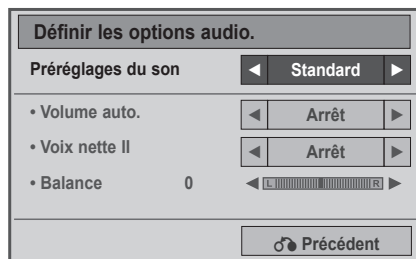 Définir les options audio.
Préréglages du son ◄ Standard ►
• Volume auto. ◄ Arrêt ►
• Voix nette II ◄ Arrêt ►
• Balance 0 ◄ L R ►
Précédent